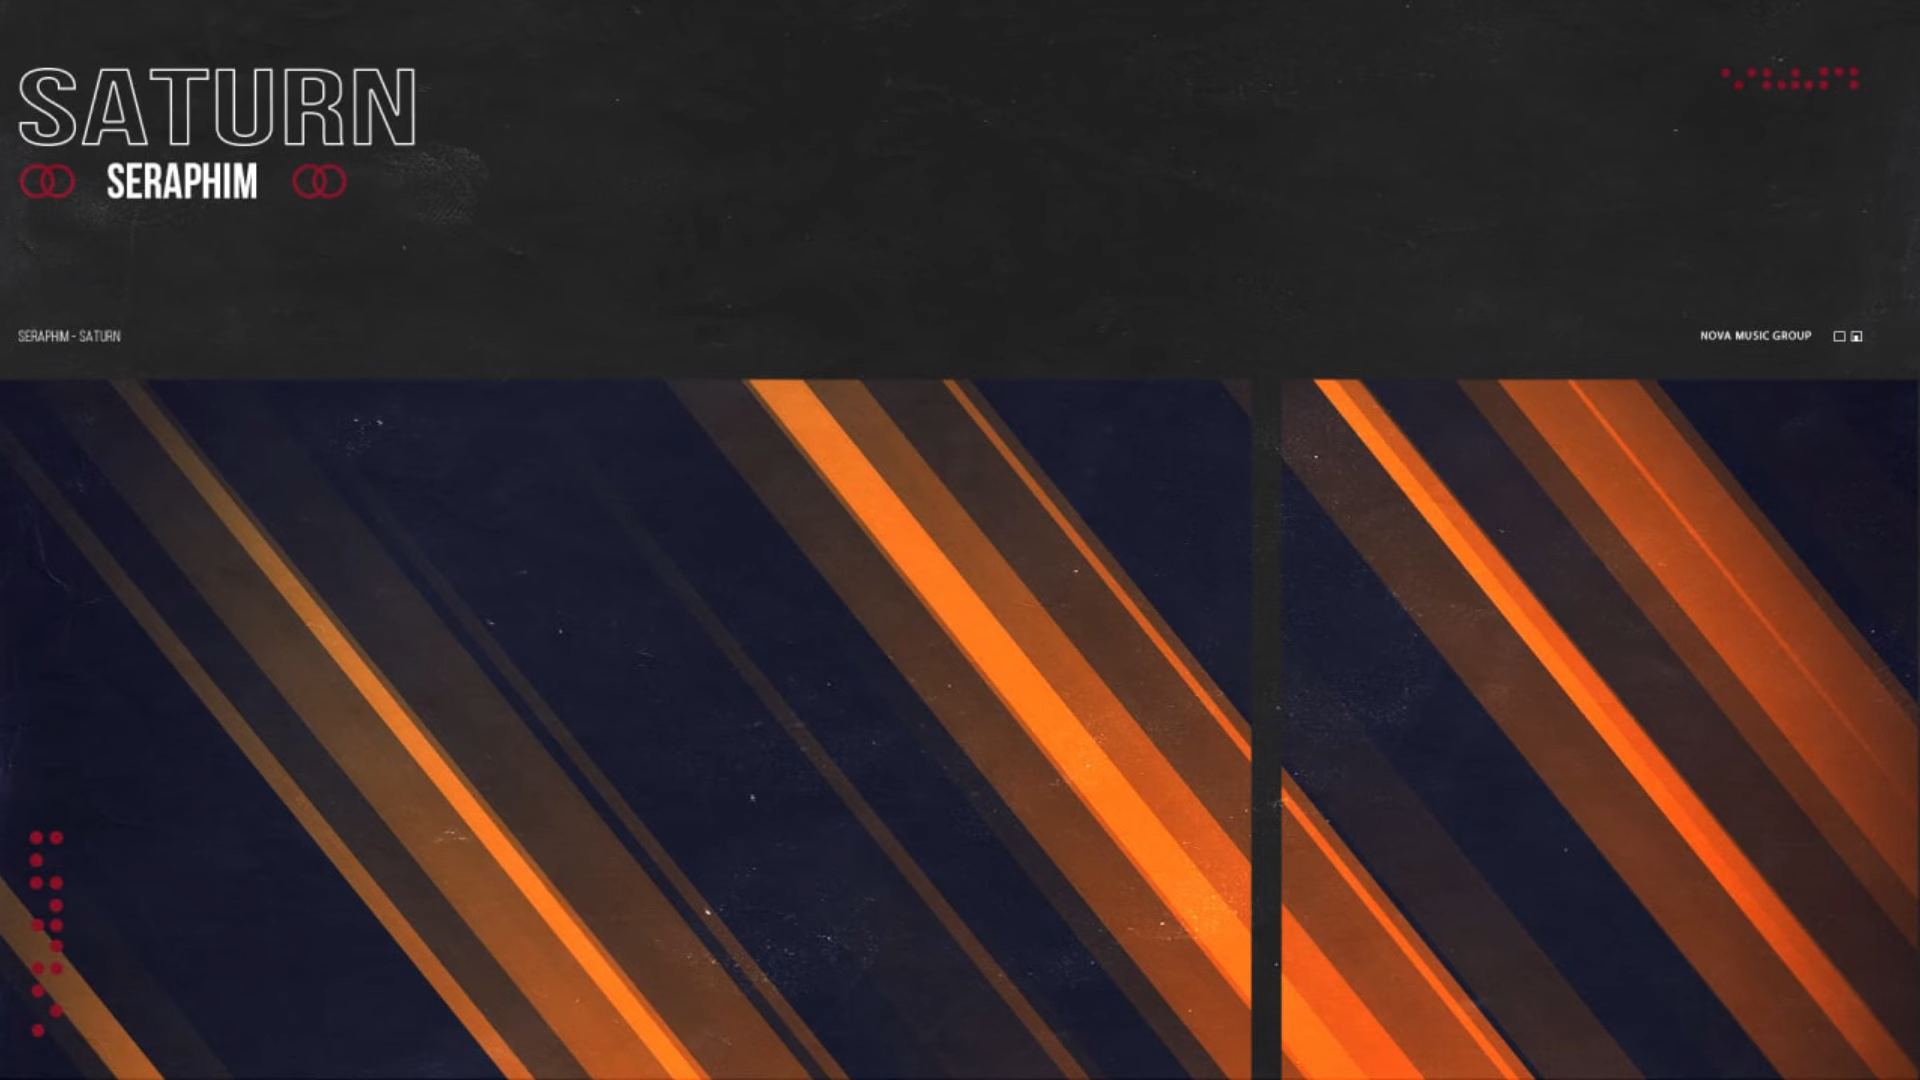 SATURN
SERAPHIM
SERAPHIM - SATURN
NOVA MUSIC GROUP